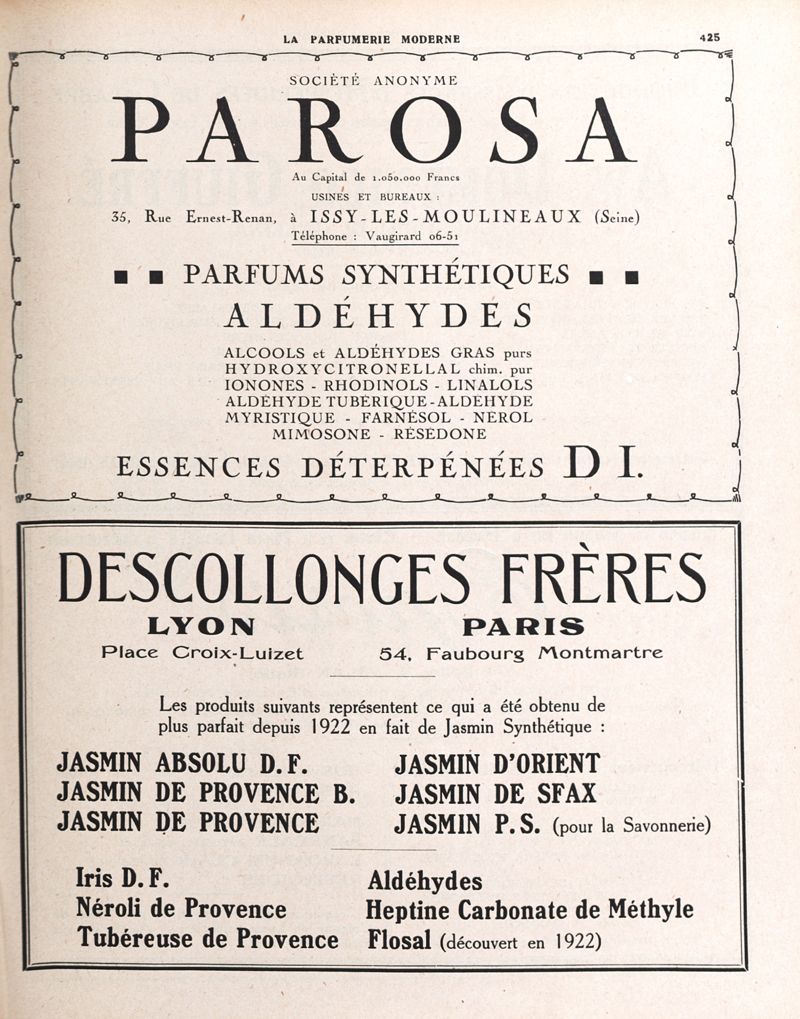 LA PARFUMERIE MODERNE 425
SOCIÉTÉ ANONYME
PAROSA
Au Capital de 1.050.000 Francs
USINES ET BUREAUX :
35, Rue Ernest-Renan, à ISSY-LES-MOULINEAUX (Seine)
Téléphone : Vaugirard 06-51
PARFUMS SYNTHÉTIQUES
ALDÉHYDES
ALCOOLS et ALDÉHYDES GRAS purs
HYDROXYCITRONELLAL chim. pur
IONONES - RHODINOLS - LINALOLS
ALDÉHYDE TUBÉRIQUE - ALDEHYDE
MYRISTIQUE - FARNÉSOL - NÉROL
MIMOSONE - RÉSEDONE
ESSENCES DÉTERPÉNÉES D I.
DESCOLLONGES FRÈRES
LYON PARIS
Place Croix-Luizet 54, Faubourg Montmartre
Les produits suivants représentent ce qui a été obtenu de
plus parfait depuis 1922 en fait de Jasmin Synthétique :
JASMIN ABSOLU D.F. JASMIN D'ORIENT
JASMIN DE PROVENCE B. JASMIN DE SFAX
JASMIN DE PROVENCE JASMIN P.S. (pour la Savonnerie)
Iris D.F. Aldéhydes
Néroli de Provence Heptine Carbonate de Méthyle
Tubéreuse de Provence Flosal (découvert en 1922)